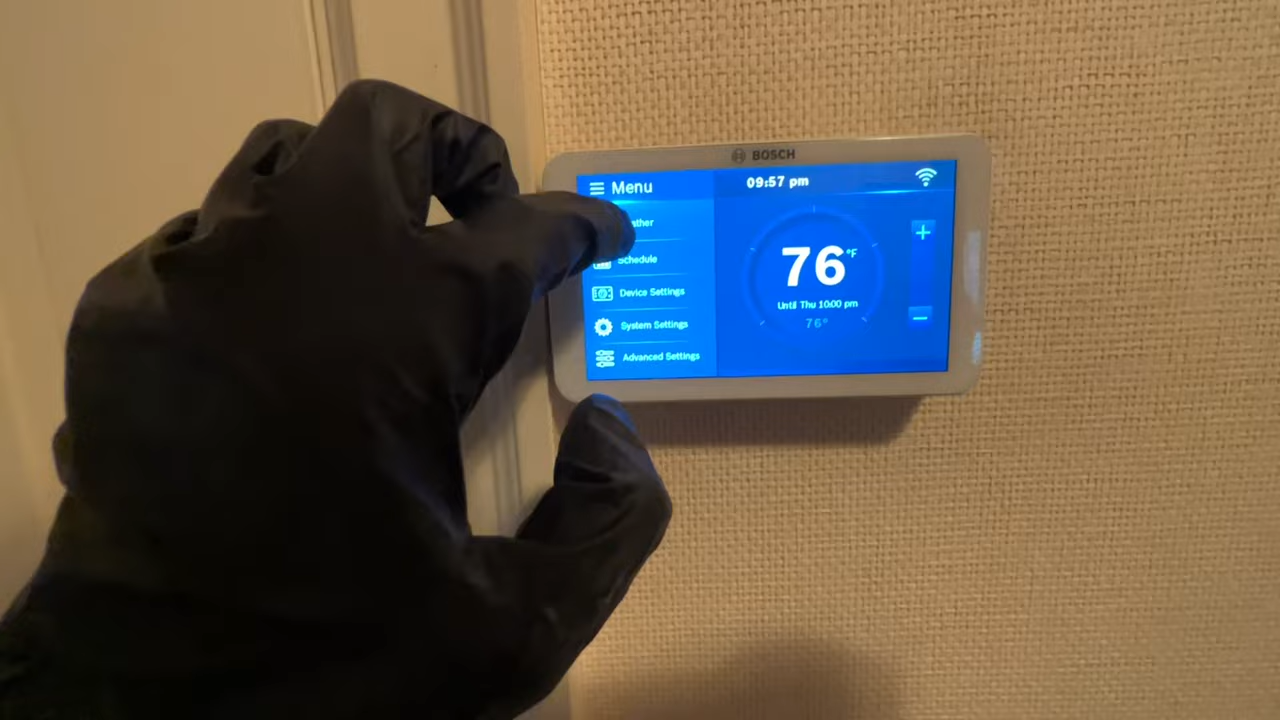 BOSCH
Menu
09:57 pm
ather
Schedule
Device Settings
System Settings
Advanced Settings
+
76°F
Until Thu 10:00 pm
76°
−